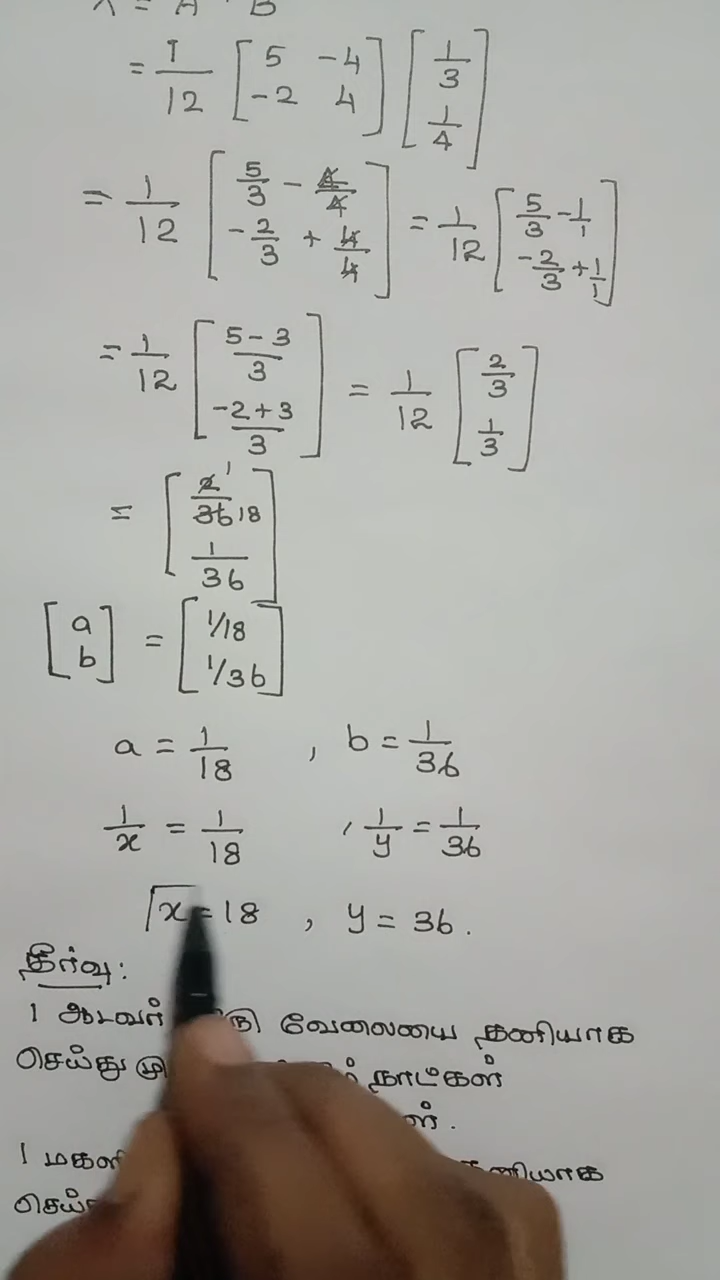 = 1/12 [5 -4 -2 4] [1/3 1/4]
= 1/12 [5/3 - 4/4 -2/3 + 4/4] = 1/12 [5/3 - 1/1 -2/3 + 1/1]
= 1/12 [5-3/3 -2+3/3] = 1/12 [2/3 1/3]
= [2/36 1 18 1/36]
[a b] = [1/18 1/36]
a = 1/18 , b = 1/36
1/x = 1/18 , 1/y = 1/36
x = 18 , y = 36.
தீர்வு:
1 ஆடவர் வேலையை தனியாக
செய்து நாட்கள்
1 தனியாக